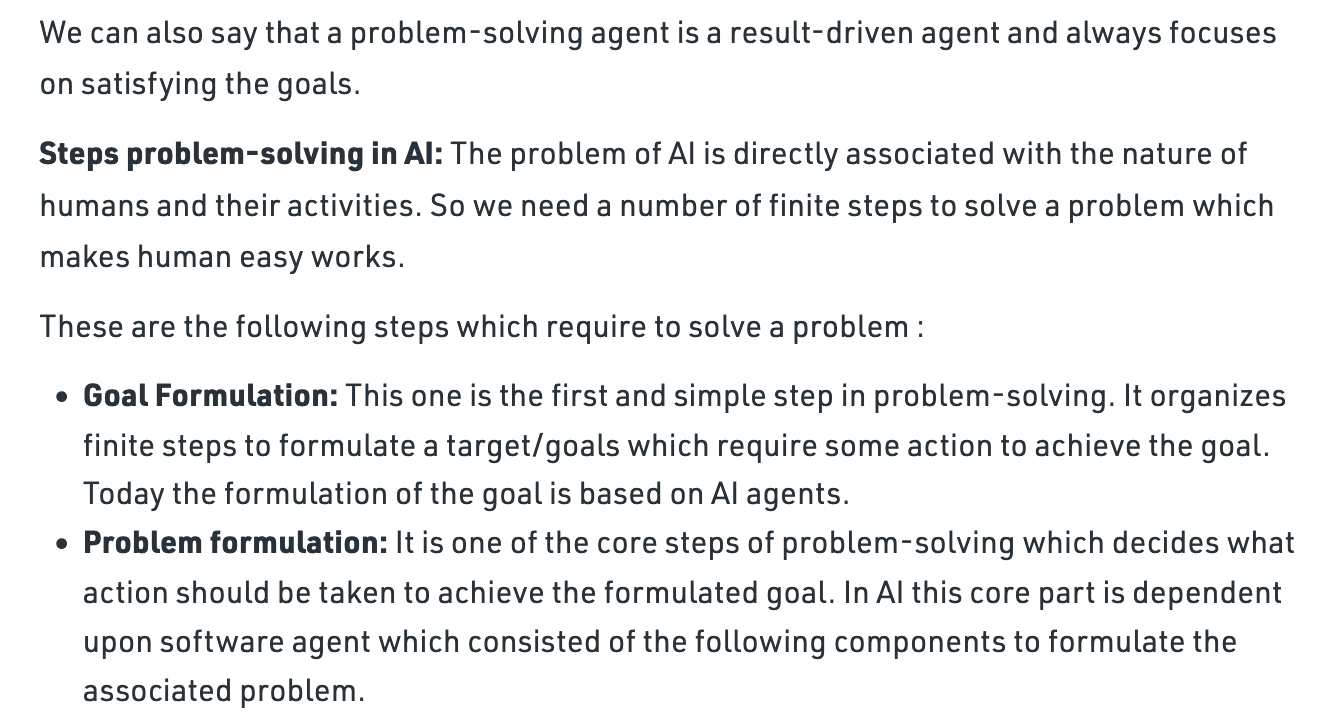 We can also say that a problem-solving agent is a result-driven agent and always focuses
on satisfying the goals.
Steps problem-solving in AI: The problem of AI is directly associated with the nature of
humans and their activities. So we need a number of finite steps to solve a problem which
makes human easy works.
These are the following steps which require to solve a problem :
• Goal Formulation: This one is the first and simple step in problem-solving. It organizes
finite steps to formulate a target/goals which require some action to achieve the goal.
Today the formulation of the goal is based on AI agents.
• Problem formulation: It is one of the core steps of problem-solving which decides what
action should be taken to achieve the formulated goal. In AI this core part is dependent
upon software agent which consisted of the following components to formulate the
associated problem.